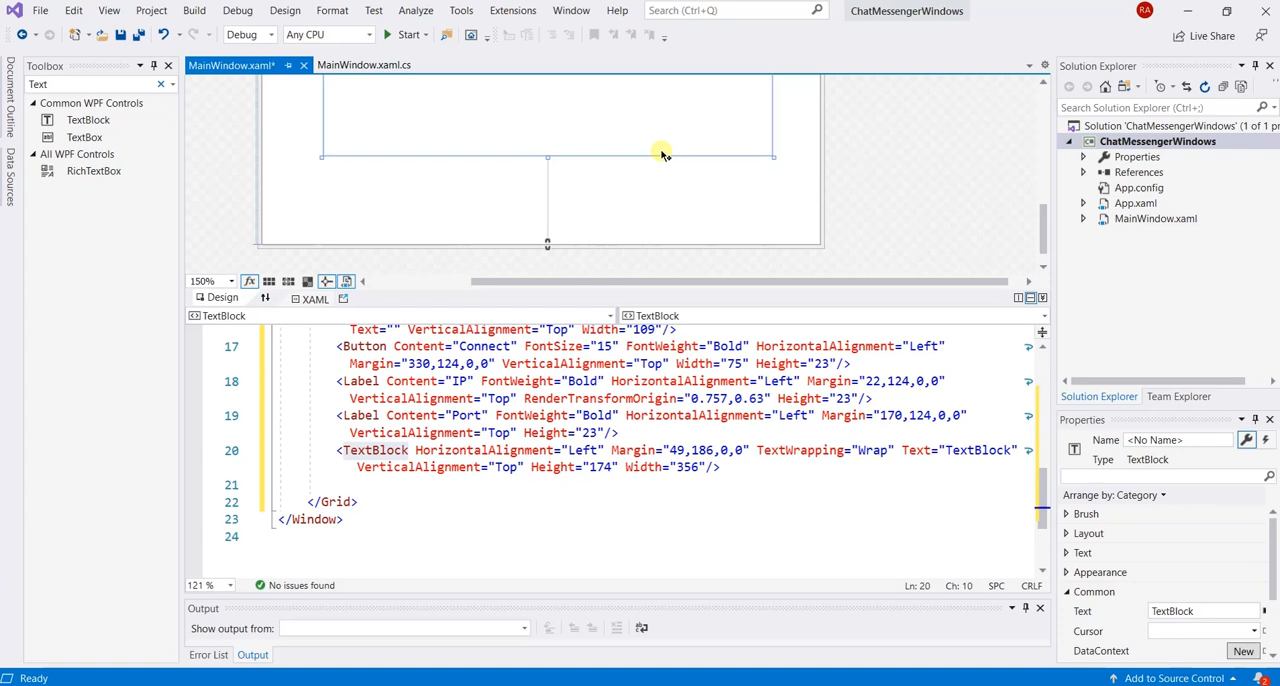 File Edit View Project Build Debug Design Format Test Analyze Tools Extensions Window Help Search (Ctrl+Q) ChatMessengerWindows RA
Debug Any CPU Start Live Share
Document Outline
Data Sources
Toolbox
Text
Common WPF Controls
TextBlock
TextBox
All WPF Controls
RichTextBox
MainWindow.xaml* MainWindow.xaml.cs
150% fx
Design XAML
TextBlock TextBlock
Text="" VerticalAlignment="Top" Width="109"/>
17 <Button Content="Connect" FontSize="15" FontWeight="Bold" HorizontalAlignment="Left"
Margin="330,124,0,0" VerticalAlignment="Top" Width="75" Height="23"/>
18 <Label Content="IP" FontWeight="Bold" HorizontalAlignment="Left" Margin="22,124,0,0"
VerticalAlignment="Top" RenderTransformOrigin="0.757,0.63" Height="23"/>
19 <Label Content="Port" FontWeight="Bold" HorizontalAlignment="Left" Margin="170,124,0,0"
VerticalAlignment="Top" Height="23"/>
20 <TextBlock HorizontalAlignment="Left" Margin="49,186,0,0" TextWrapping="Wrap" Text="TextBlock"
VerticalAlignment="Top" Height="174" Width="356"/>
21
22 </Grid>
23 </Window>
24
121 % No issues found Ln: 20 Ch: 10 SPC CRLF
Output
Show output from:
Error List Output
Solution Explorer
Search Solution Explorer (Ctrl+;)
Solution 'ChatMessengerWindows' (1 of 1 pr
ChatMessengerWindows
Properties
References
App.config
App.xaml
MainWindow.xaml
Solution Explorer Team Explorer
Properties
Name <No Name>
Type TextBlock
Arrange by: Category
Brush
Layout
Text
Appearance
Common
Text TextBlock
Cursor
DataContext New
Ready Add to Source Control 2